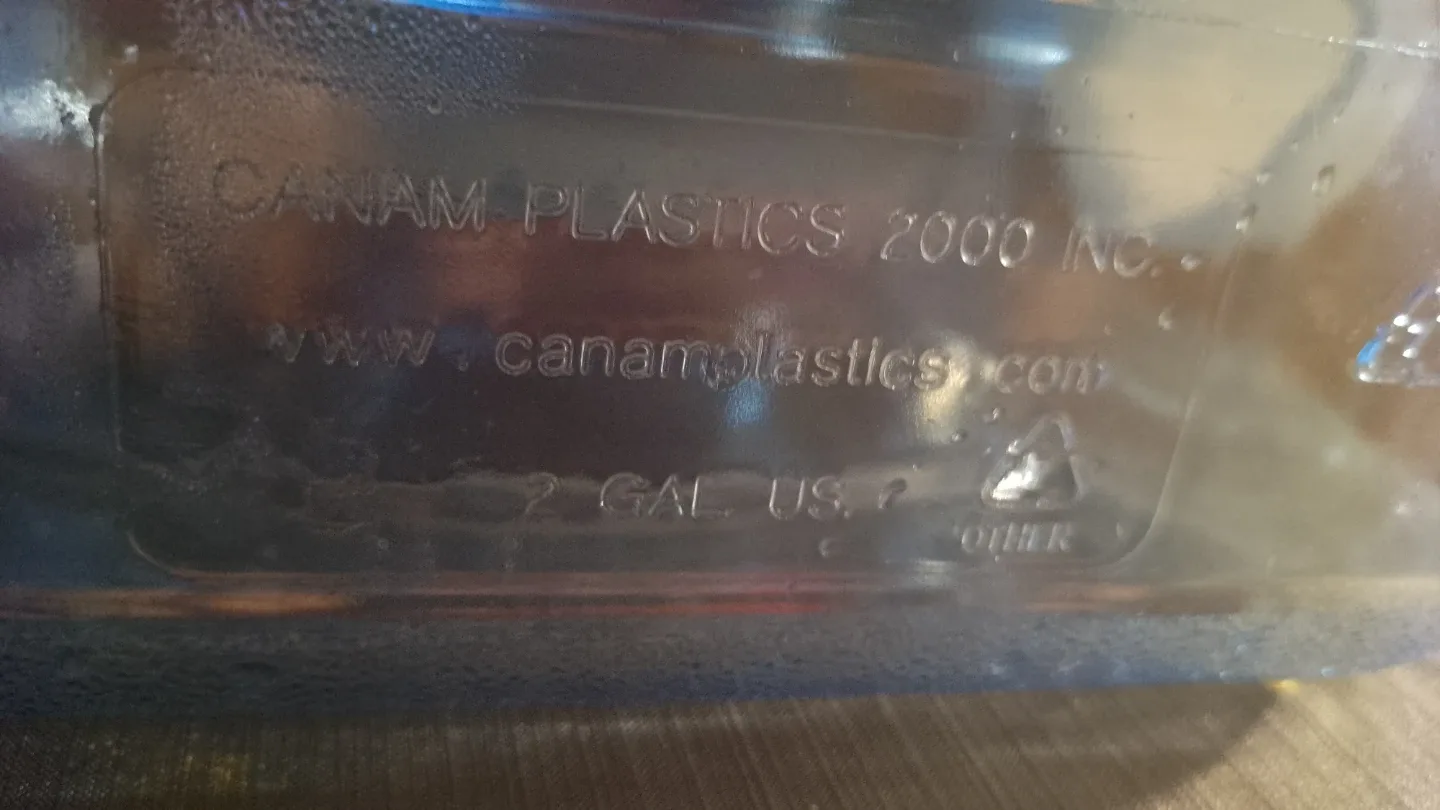 CANAM PLASTICS 2000 INC.
www.canamplastics.com
2 GAL. US.
OTHER